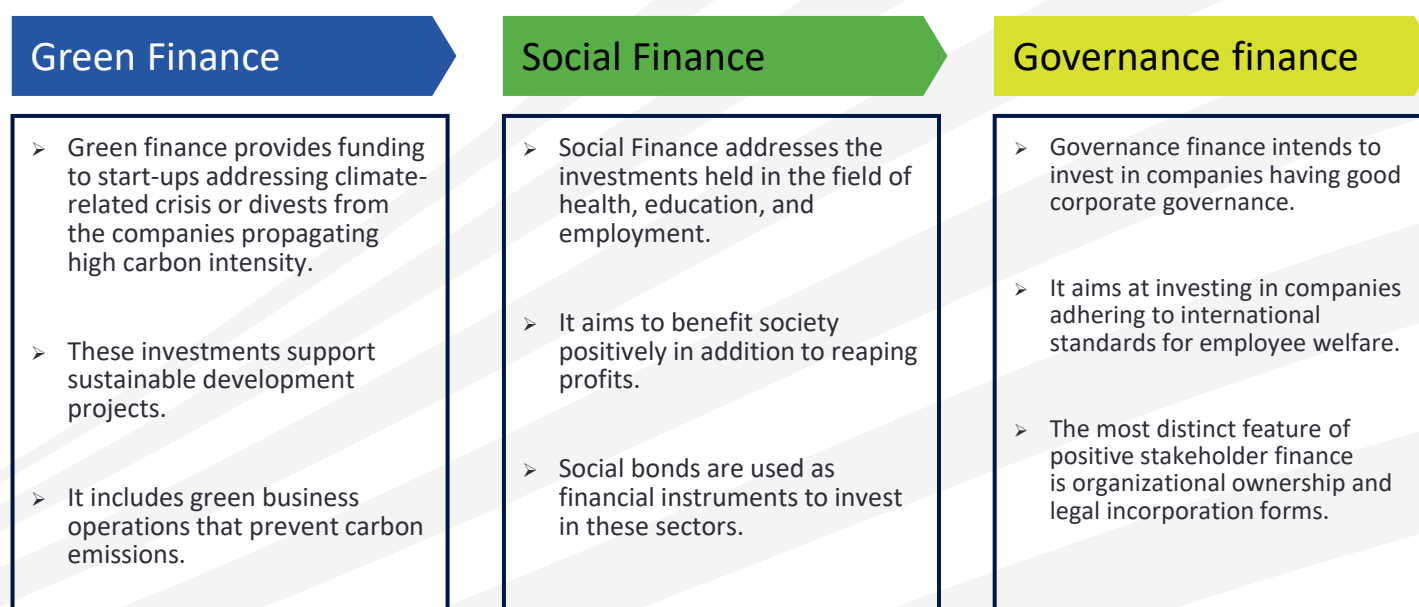 Green Finance
➢ Green finance provides funding
to start-ups addressing climate-
related crisis or divests from
the companies propagating
high carbon intensity.
➢ These investments support
sustainable development
projects.
➢ It includes green business
operations that prevent carbon
emissions.
Social Finance
➢ Social Finance addresses the
investments held in the field of
health, education, and
employment.
➢ It aims to benefit society
positively in addition to reaping
profits.
➢ Social bonds are used as
financial instruments to invest
in these sectors.
Governance finance
➢ Governance finance intends to
invest in companies having good
corporate governance.
➢ It aims at investing in companies
adhering to international
standards for employee welfare.
➢ The most distinct feature of
positive stakeholder finance
is organizational ownership and
legal incorporation forms.